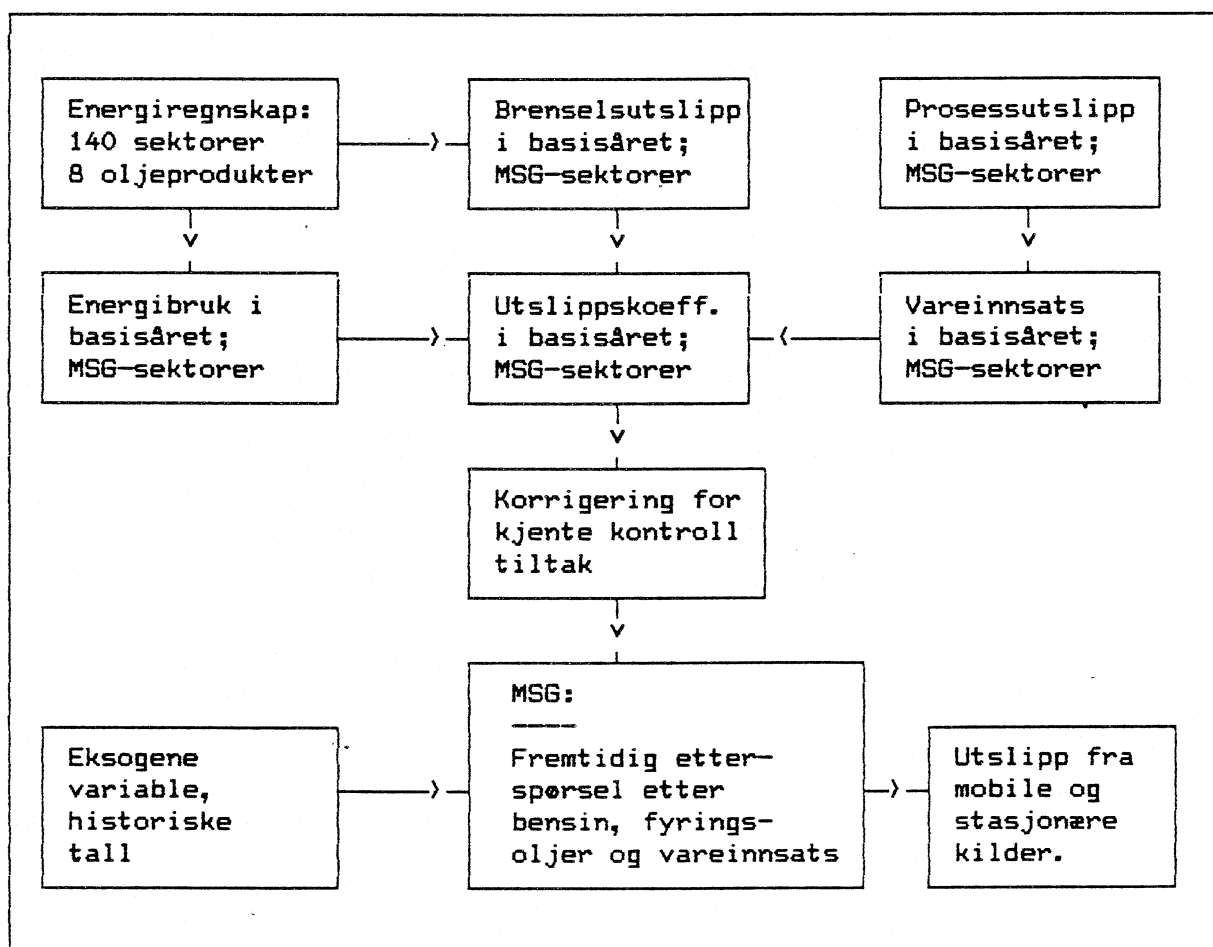 Energiregnskap:
140 sektorer
8 oljeprodukter
Brenselsutslipp
i basisåret;
MSG-sektorer
Prosessutslipp
i basisåret;
MSG-sektorer
Energibruk i
basisåret;
MSG-sektorer
Utslippskoeff.
i basisåret;
MSG-sektorer
Vareinnsats
i basisåret;
MSG-sektorer
Korrigering for
kjente kontroll
tiltak
Eksogene
variable,
historiske
tall
MSG:
Fremtidig etter-
spørsel etter
bensin, fyrings-
oljer og vareinnsats
Utslipp fra
mobile og
stasjonære
kilder.